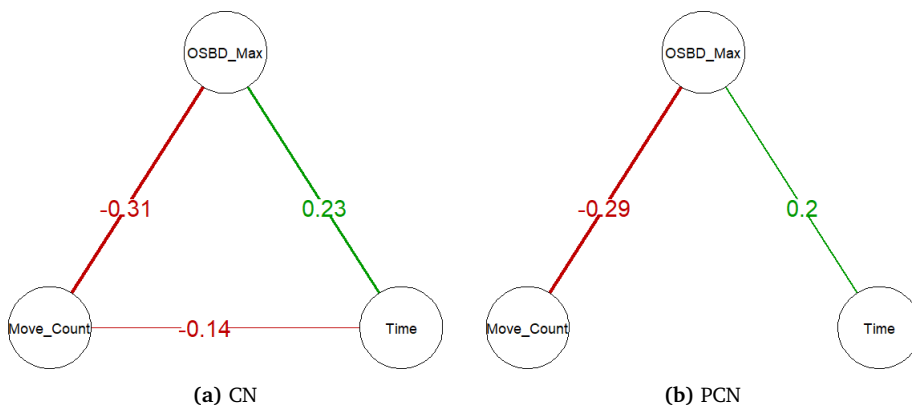 OSBD_Max
-0.31
0.23
Move_Count
-0.14
Time
(a) CN
OSBD_Max
-0.29
0.2
Move_Count
Time
(b) PCN